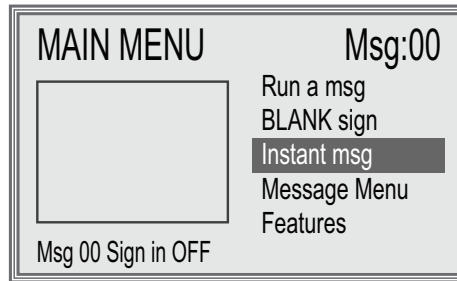 MAIN MENU Msg:00
Run a msg
BLANK sign
Instant msg
Message Menu
Features
Msg 00 Sign in OFF